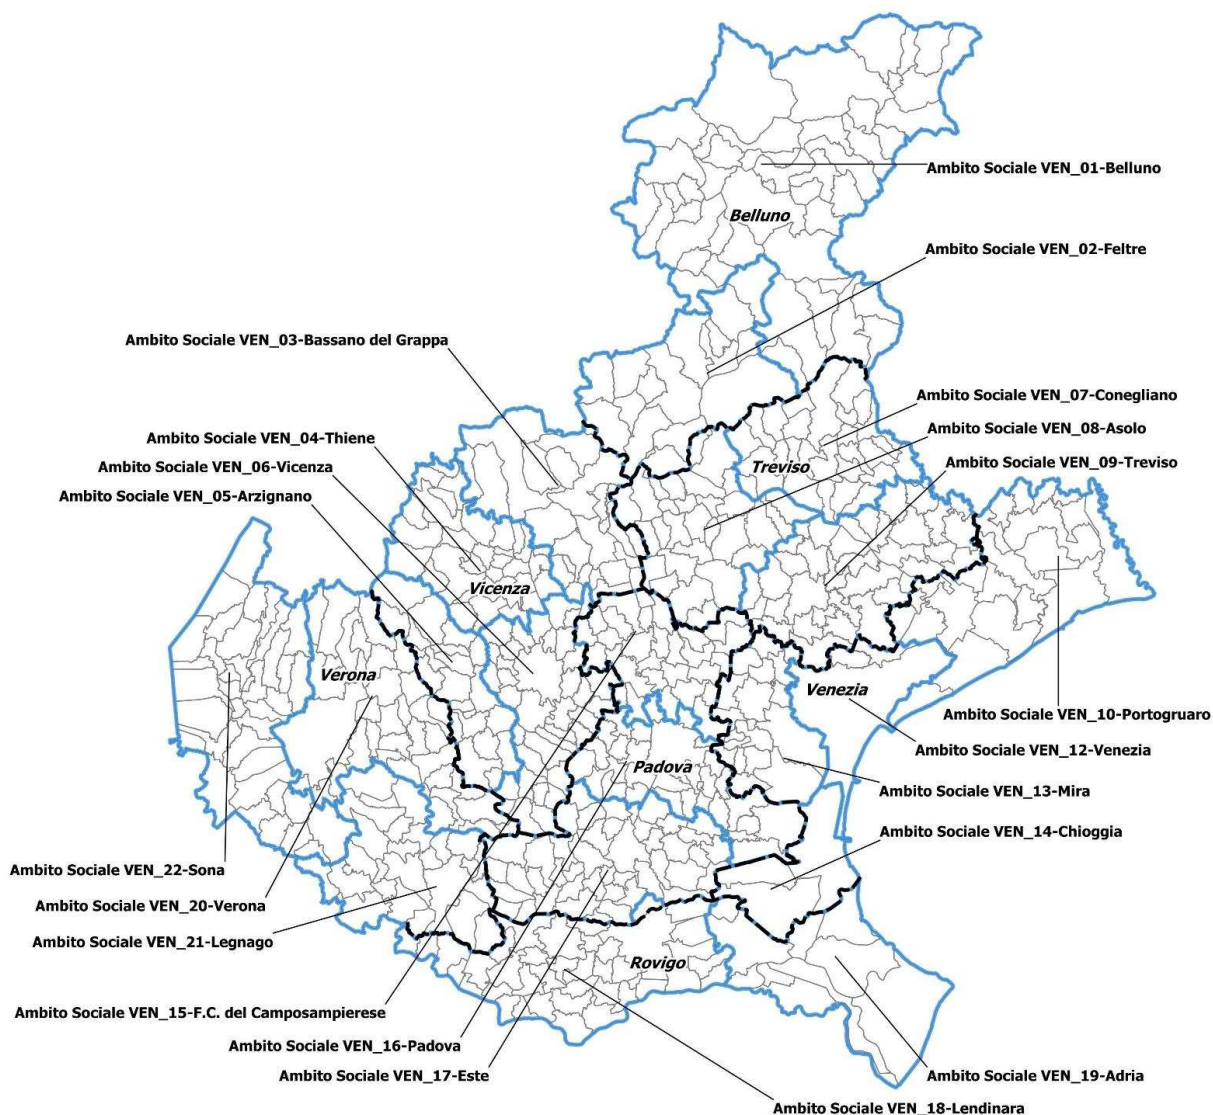 Ambito Sociale VEN_01-Belluno
Belluno
Ambito Sociale VEN_02-Feltre
Ambito Sociale VEN_03-Bassano del Grappa
Ambito Sociale VEN_07-Conegliano
Ambito Sociale VEN_08-Asolo
Ambito Sociale VEN_04-Thiene
Ambito Sociale VEN_09-Treviso
Ambito Sociale VEN_06-Vicenza
Treviso
Ambito Sociale VEN_05-Arzignano
Vicenza
Verona
Venezia
Ambito Sociale VEN_10-Portogruaro
Ambito Sociale VEN_12-Venezia
Padova
Ambito Sociale VEN_13-Mira
Ambito Sociale VEN_14-Chioggia
Ambito Sociale VEN_22-Sona
Ambito Sociale VEN_20-Verona
Ambito Sociale VEN_21-Legnago
Rovigo
Ambito Sociale VEN_15-F.C. del Camposampierese
Ambito Sociale VEN_16-Padova
Ambito Sociale VEN_17-Este
Ambito Sociale VEN_19-Adria
Ambito Sociale VEN_18-Lendinara